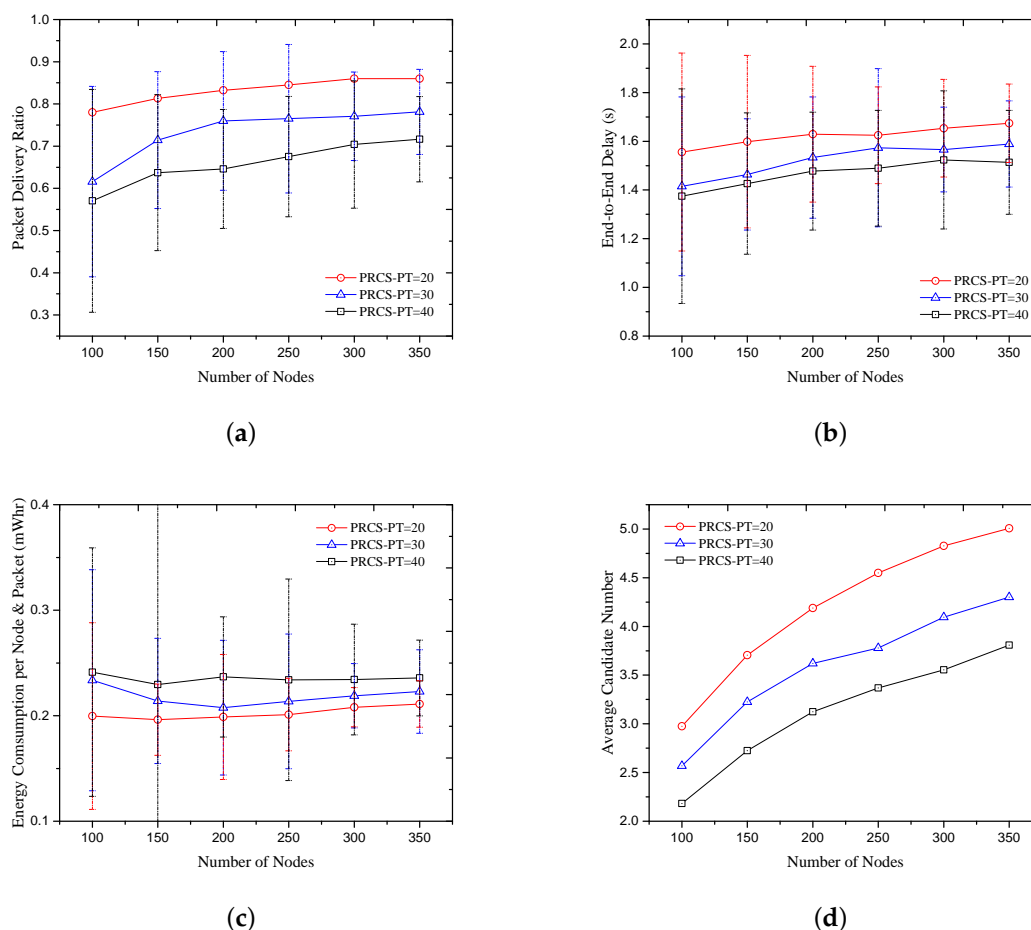 1.0
0.9
0.8
0.7
0.6
0.5
0.4
0.3
Packet Delivery Ratio
PRCS-PT=20
PRCS-PT=30
PRCS-PT=40
100 150 200 250 300 350
Number of Nodes
(a)
2.0
1.8
1.6
1.4
1.2
1.0
0.8
End-to-End Delay (s)
PRCS-PT=20
PRCS-PT=30
PRCS-PT=40
100 150 200 250 300 350
Number of Nodes
(b)
0.4
0.3
0.2
0.1
Energy Comsumption per Node & Packet (mWhr)
PRCS-PT=20
PRCS-PT=30
PRCS-PT=40
100 150 200 250 300 350
Number of Nodes
(c)
5.0
4.5
4.0
3.5
3.0
2.5
2.0
Average Candidate Number
PRCS-PT=20
PRCS-PT=30
PRCS-PT=40
100 150 200 250 300 350
Number of Nodes
(d)